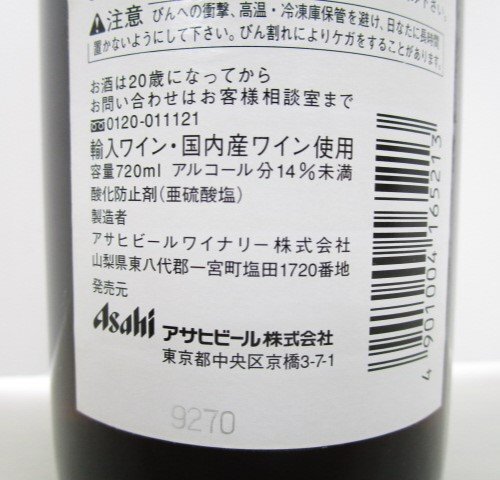 ⚠注意 びんへの衝撃、高温・冷凍庫保管を避け、日なたに長時間
置かないようにして下さい。びん割れによりケガをすることがあります。
お酒は20歳になってから
お問い合わせはお客様相談室まで
0120-011121
輸入ワイン・国内産ワイン使用
容量720ml アルコール分14%未満
酸化防止剤(亜硫酸塩)
製造者
アサヒビールワイナリー株式会社
山梨県東八代郡一宮町塩田1720番地
発売元
Asahi アサヒビール株式会社
東京都中央区京橋3-7-1
4901004165213
9270